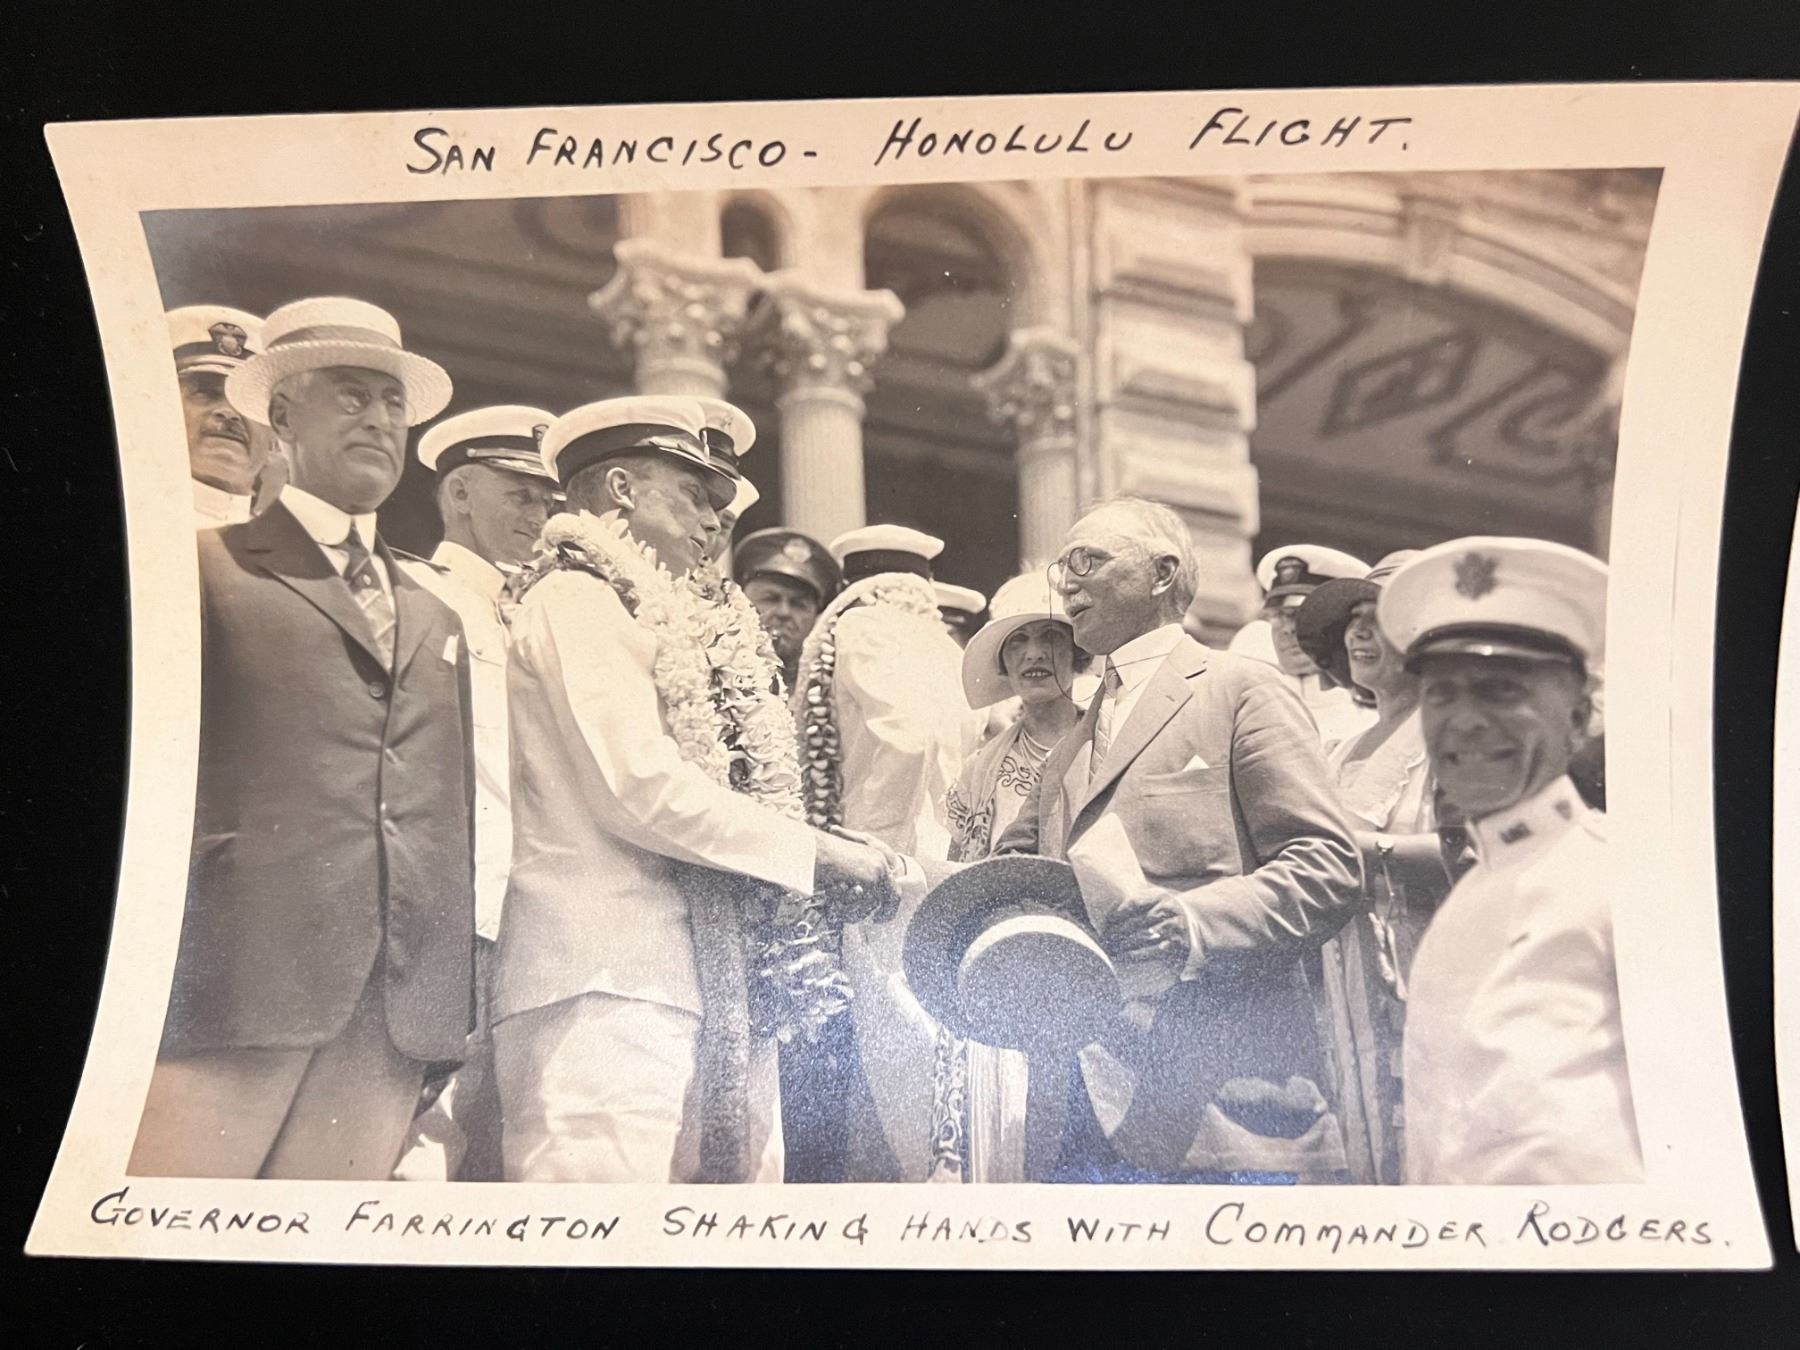 SAN FRANCISCO - HONOLULU FLIGHT.
GOVERNOR FARRINGTON SHAKING HANDS WITH COMMANDER RODGERS.